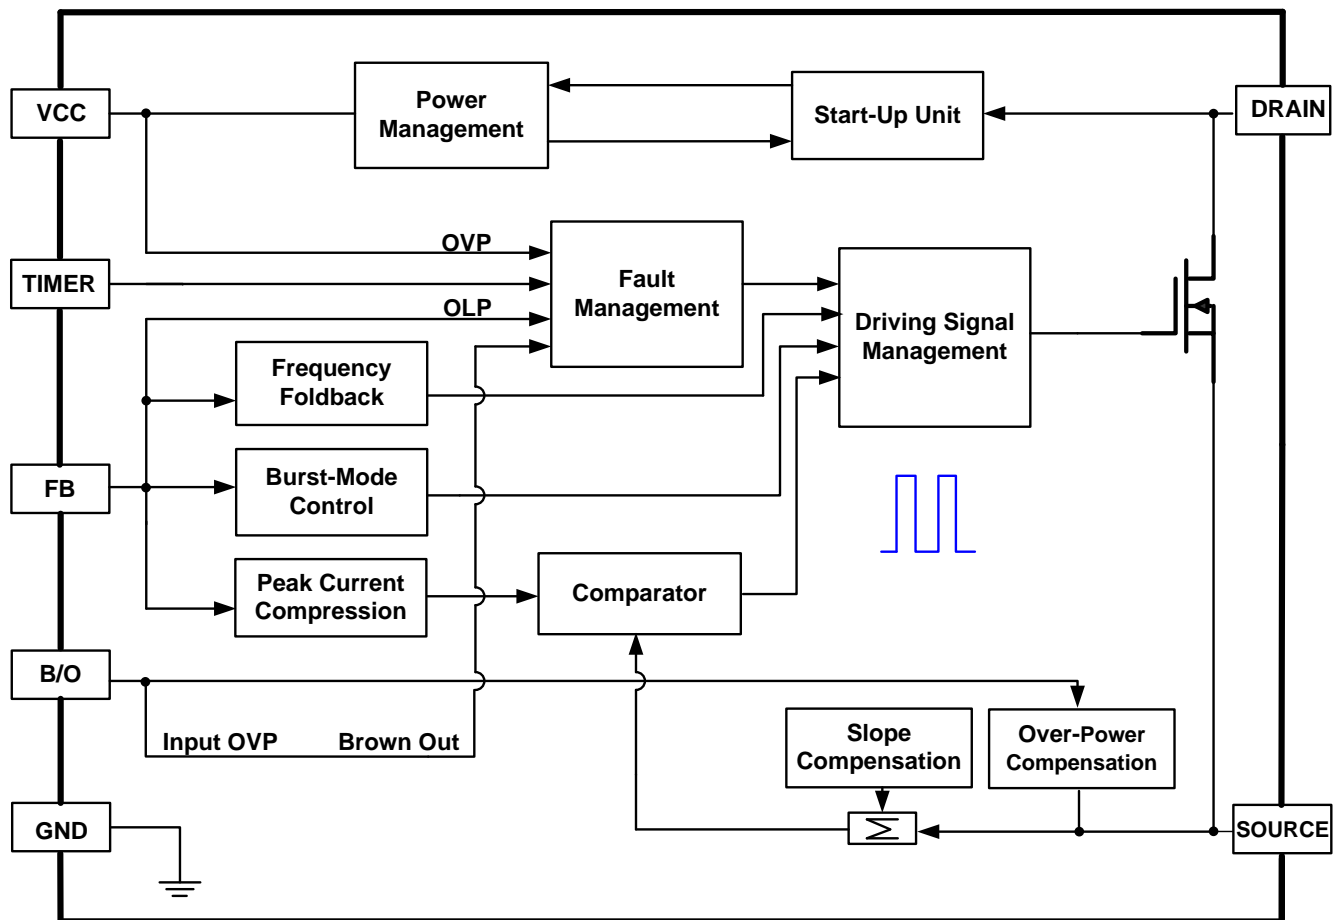 VCC
Power
Management
Start-Up Unit
DRAIN
OVP
TIMER
Fault
Management
OLP
Driving Signal
Management
Frequency
Foldback
FB
Burst-Mode
Control
Peak Current
Compression
Comparator
B/O
Input OVP
Brown Out
Slope
Compensation
Over-Power
Compensation
GND
Σ
SOURCE